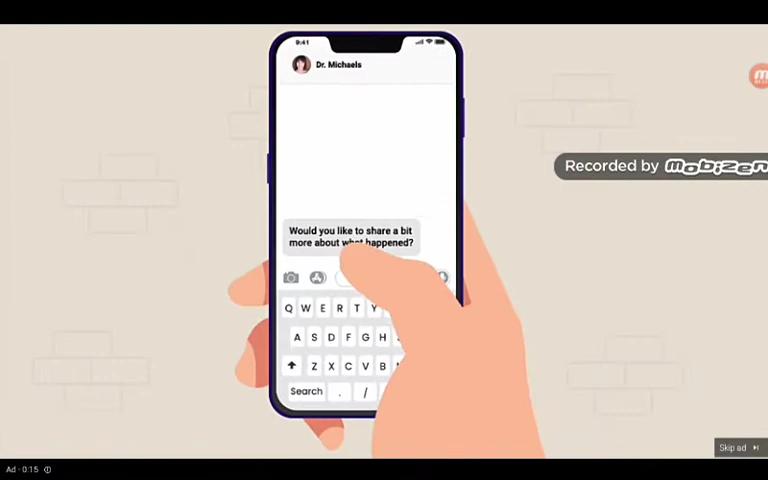 9:41
Dr. Michaels
Recorded by mobizen
Would you like to share a bit
more about what happened?
Q W E R T Y
A S D F G H
Z X C V B
Search . /
Skip ad
Ad · 0:15